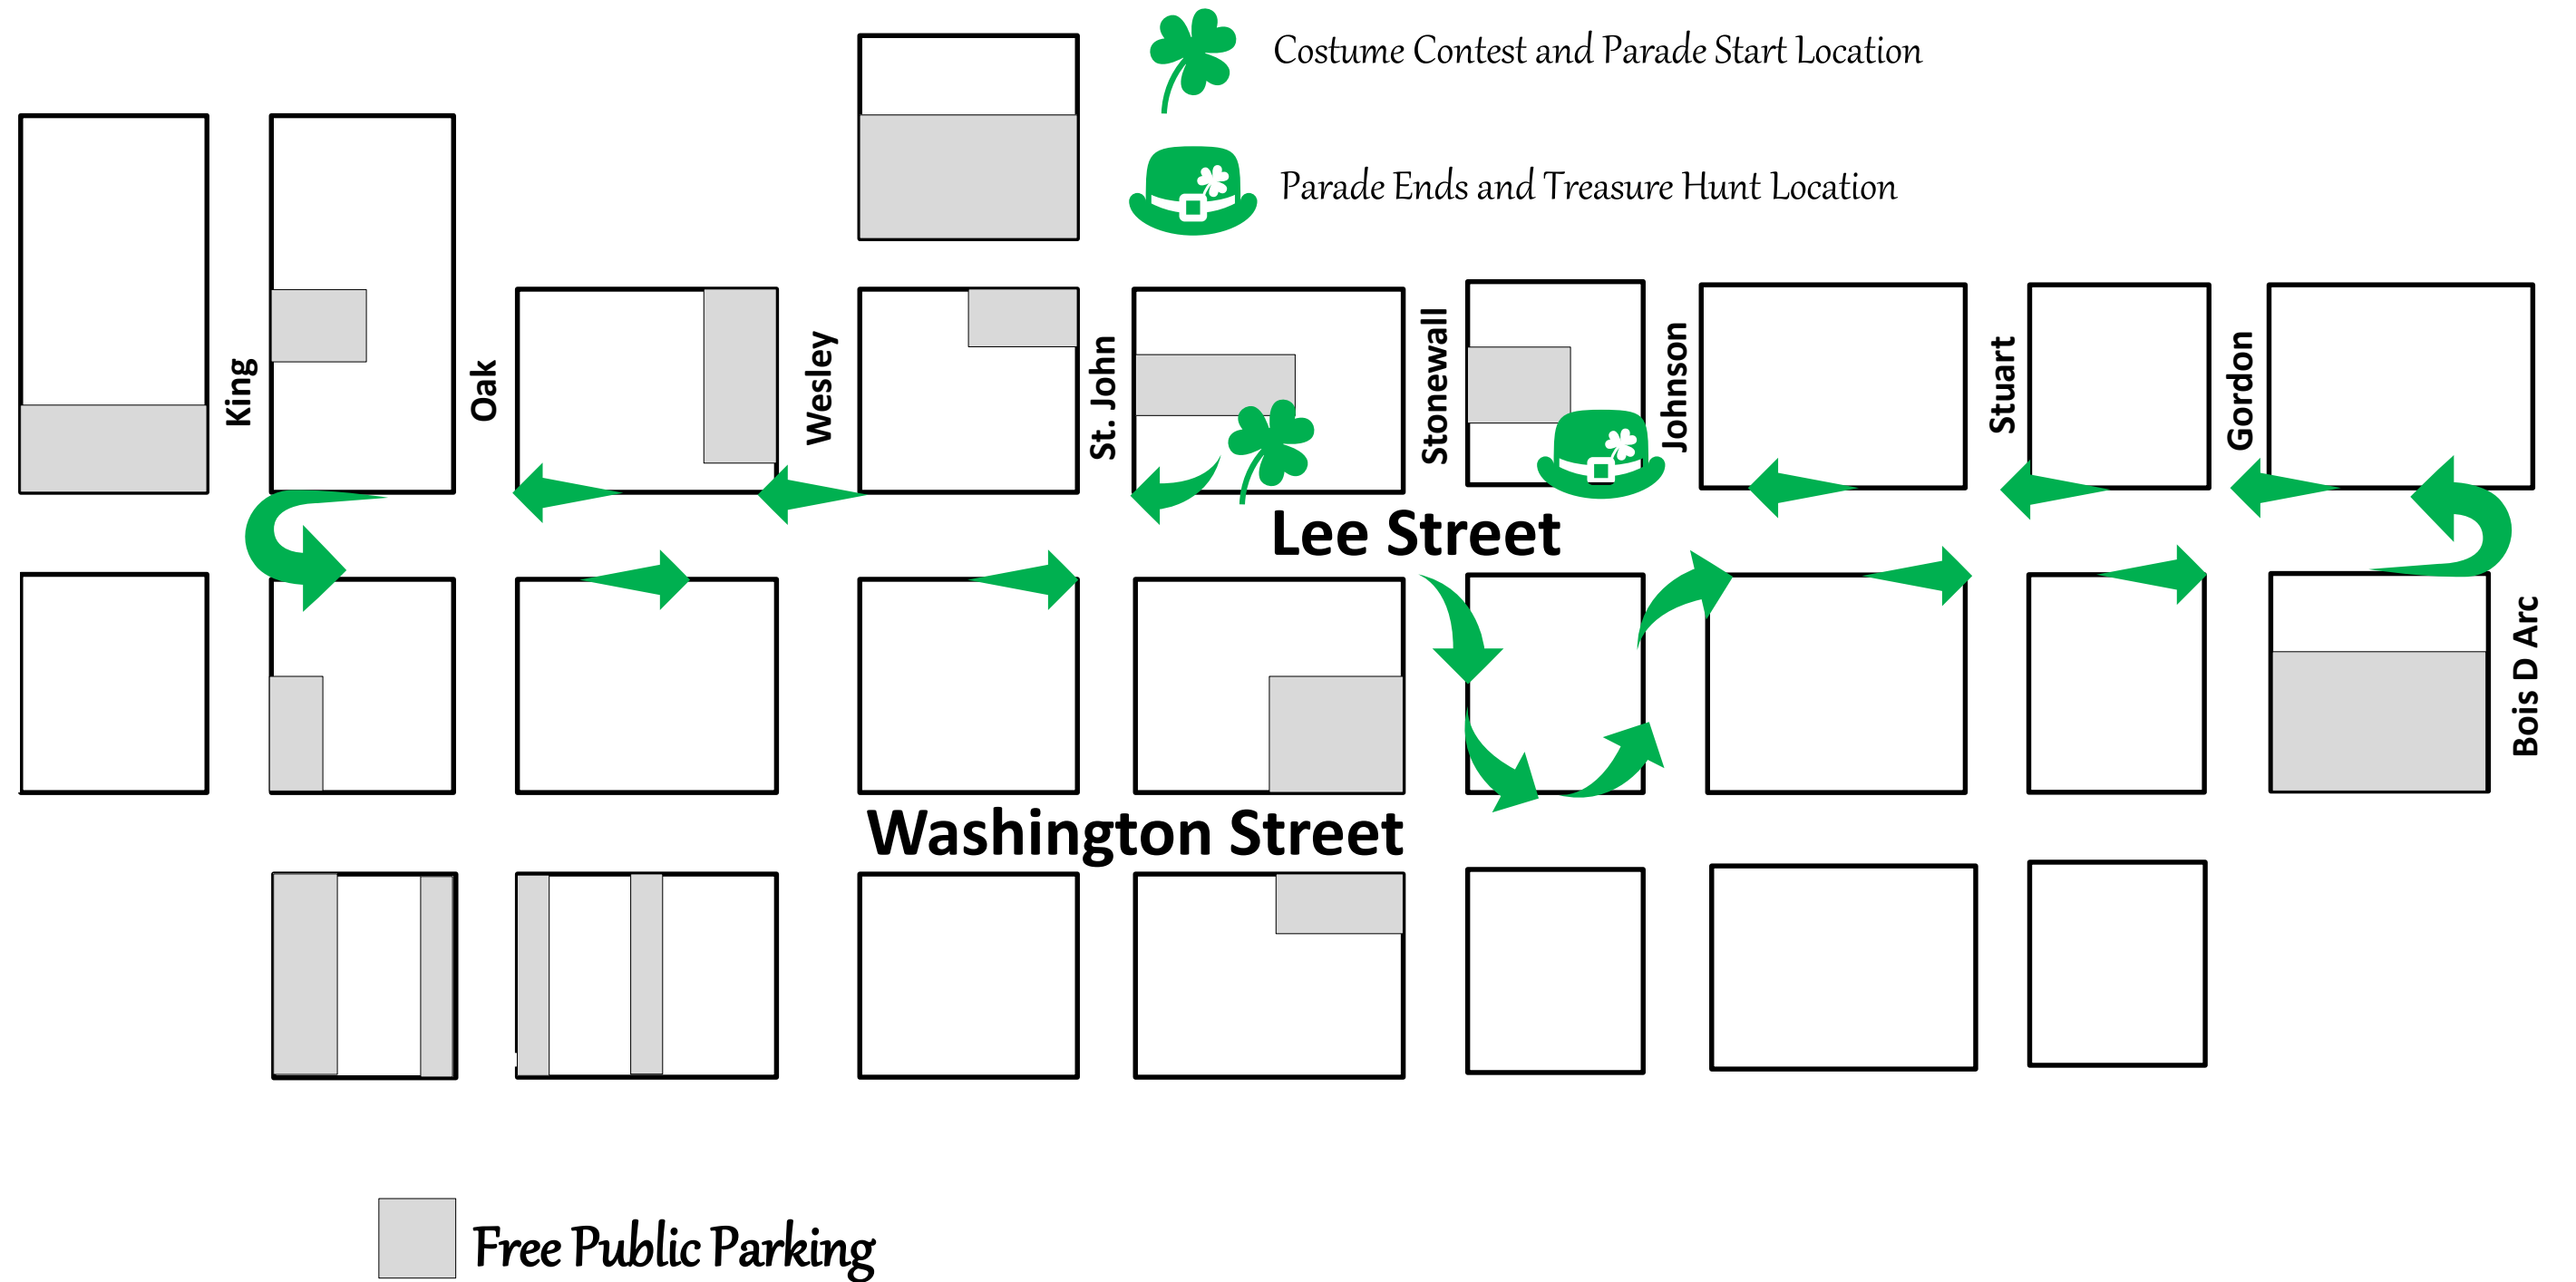 Costume Contest and Parade Start Location
Parade Ends and Treasure Hunt Location
King
Oak
Wesley
St. John
Stonewall
Johnson
Stuart
Gordon
Lee Street
Bois D Arc
Washington Street
Free Public Parking